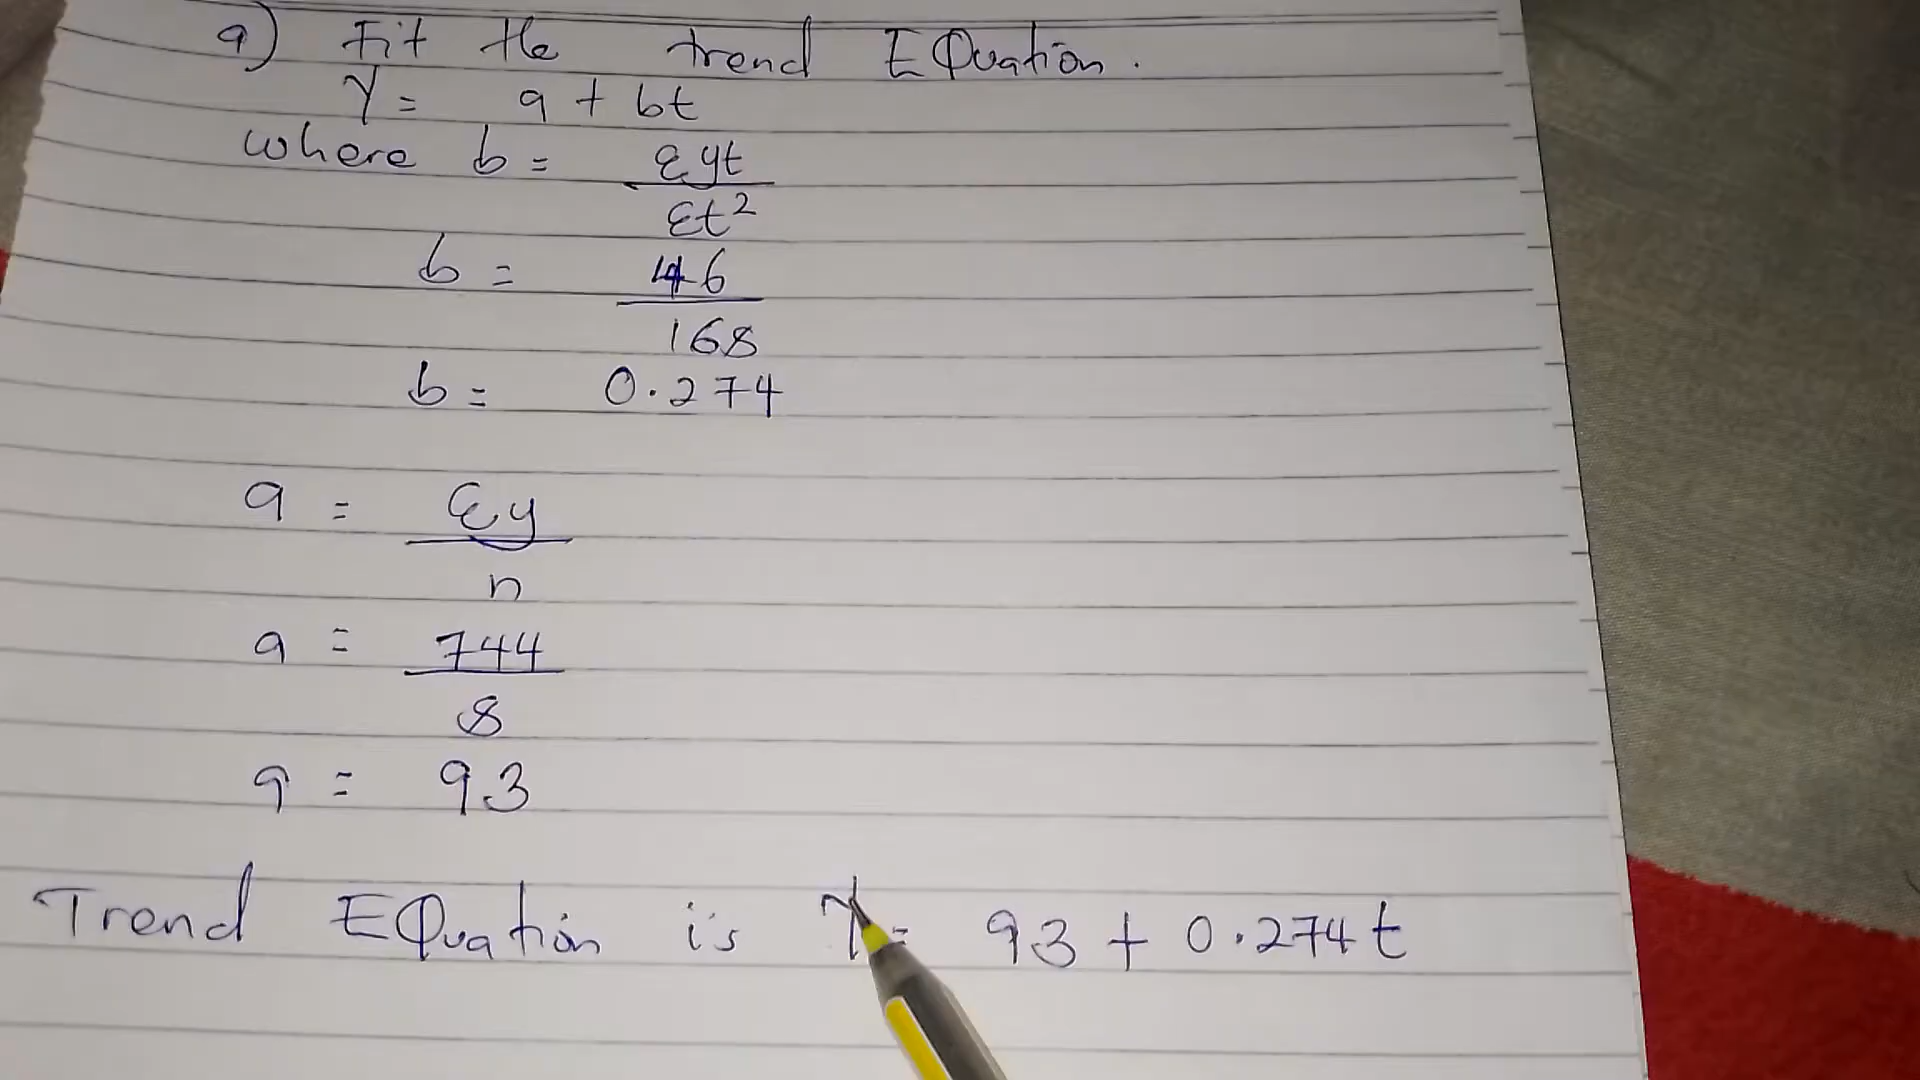 a) Fit the trend EQuation.
Y = a + bt
where b = Σyt
Σt²
b = 46
168
b = 0.274
a = Σy
n
a = 744
8
a = 93
Trend EQuation is Y = 93 + 0.274t